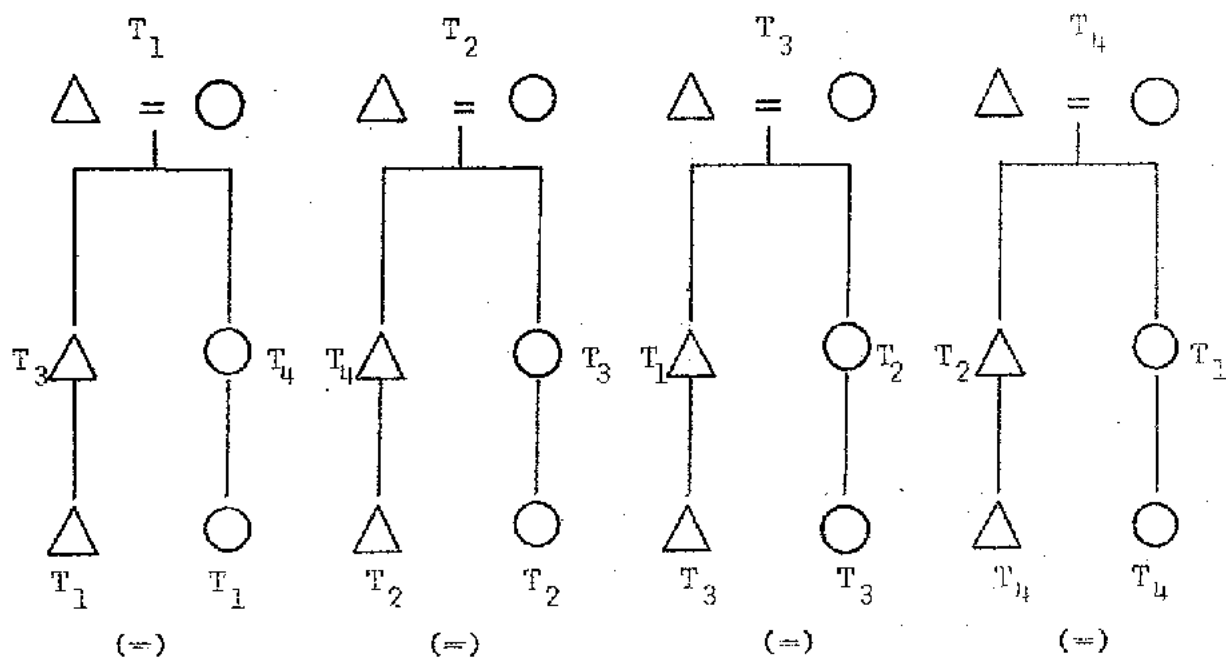 T₁ T₂ T₃ T₄
= = = =
T₃ T₄ T₄ T₃ T₁ T₂ T₂ T₁
T₁ T₁ T₂ T₂ T₃ T₃ T₄ T₄
(=) (=) (=) (=)